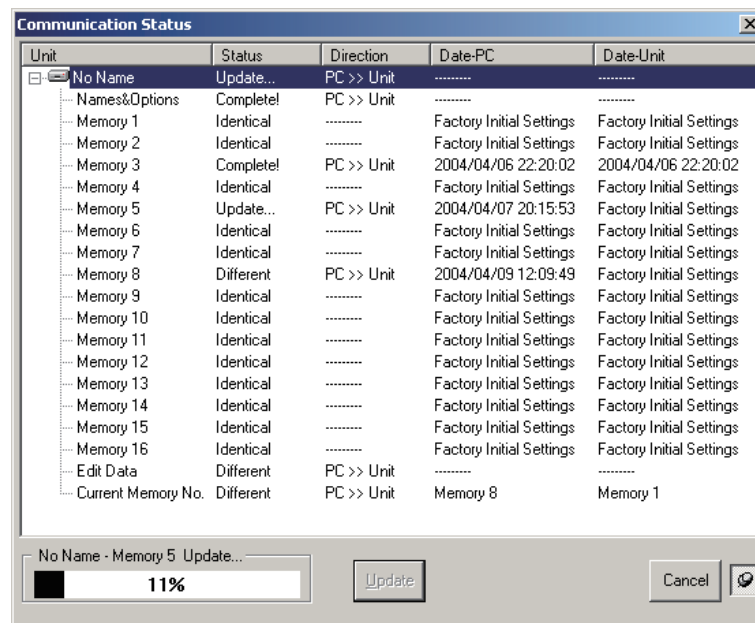 Communication Status
Unit Status Direction Date-PC Date-Unit
No Name Update... PC >> Unit --------- ---------
Names&Options Complete! PC >> Unit --------- ---------
Memory 1 Identical --------- Factory Initial Settings Factory Initial Settings
Memory 2 Identical --------- Factory Initial Settings Factory Initial Settings
Memory 3 Complete! PC >> Unit 2004/04/06 22:20:02 2004/04/06 22:20:02
Memory 4 Identical --------- Factory Initial Settings Factory Initial Settings
Memory 5 Update... PC >> Unit 2004/04/07 20:15:53 Factory Initial Settings
Memory 6 Identical --------- Factory Initial Settings Factory Initial Settings
Memory 7 Identical --------- Factory Initial Settings Factory Initial Settings
Memory 8 Different PC >> Unit 2004/04/09 12:09:49 Factory Initial Settings
Memory 9 Identical --------- Factory Initial Settings Factory Initial Settings
Memory 10 Identical --------- Factory Initial Settings Factory Initial Settings
Memory 11 Identical --------- Factory Initial Settings Factory Initial Settings
Memory 12 Identical --------- Factory Initial Settings Factory Initial Settings
Memory 13 Identical --------- Factory Initial Settings Factory Initial Settings
Memory 14 Identical --------- Factory Initial Settings Factory Initial Settings
Memory 15 Identical --------- Factory Initial Settings Factory Initial Settings
Memory 16 Identical --------- Factory Initial Settings Factory Initial Settings
Edit Data Different PC >> Unit --------- ---------
Current Memory No. Different PC >> Unit Memory 8 Memory 1
No Name - Memory 5 Update...
11% Update Cancel